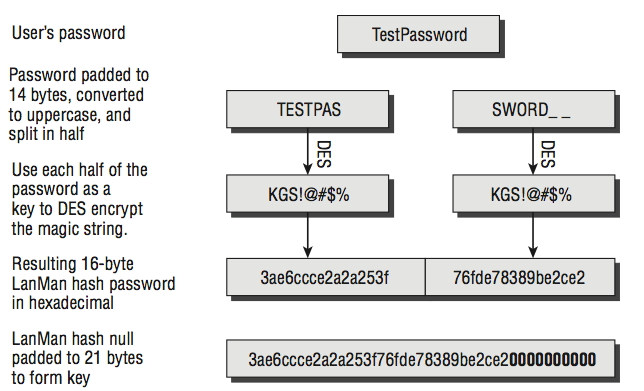 User's password
TestPassword
Password padded to
14 bytes, converted
to uppercase, and
split in half
TESTPAS
SWORD_ _
DES
DES
Use each half of the
password as a
key to DES encrypt
the magic string.
KGS!@#$%
KGS!@#$%
Resulting 16-byte
LanMan hash password
in hexadecimal
3ae6ccce2a2a253f
76fde78389be2ce2
LanMan hash null
padded to 21 bytes
to form key
3ae6ccce2a2a253f76fde78389be2ce20000000000